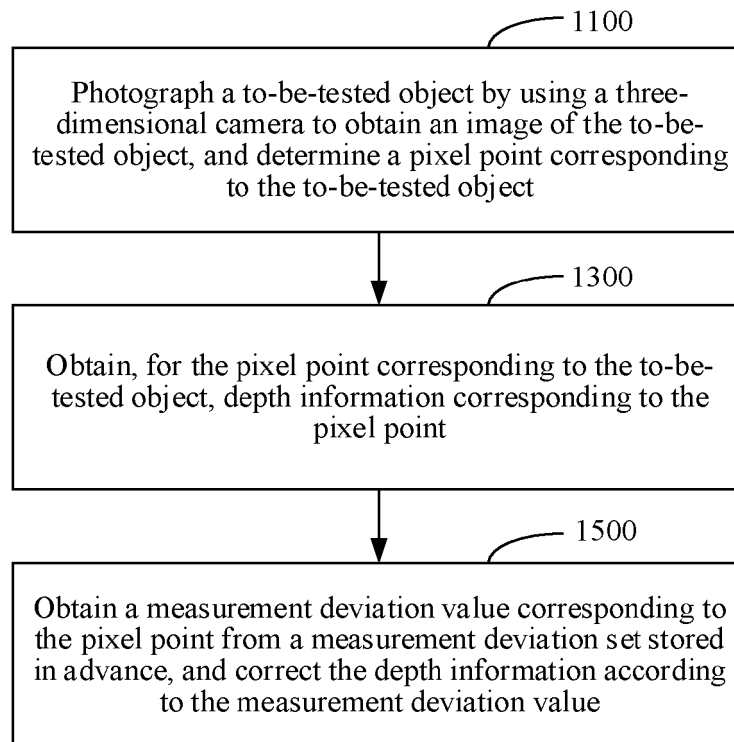 1100
Photograph a to-be-tested object by using a three-
dimensional camera to obtain an image of the to-be-
tested object, and determine a pixel point corresponding
to the to-be-tested object
1300
Obtain, for the pixel point corresponding to the to-be-
tested object, depth information corresponding to the
pixel point
1500
Obtain a measurement deviation value corresponding to
the pixel point from a measurement deviation set stored
in advance, and correct the depth information according
to the measurement deviation value